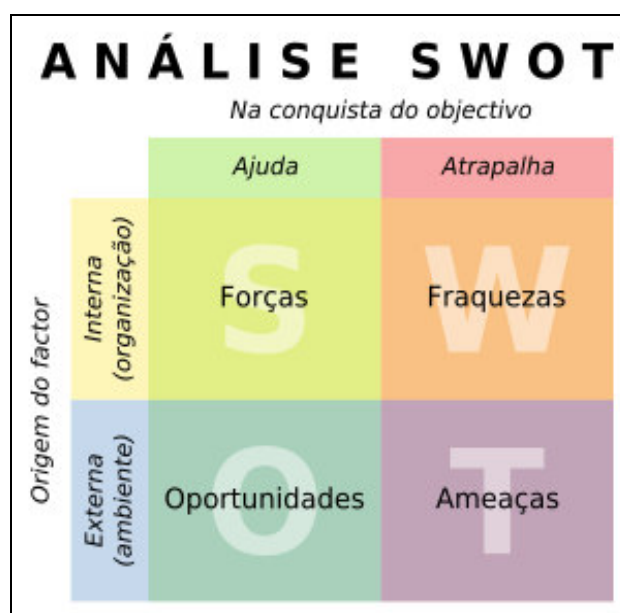 ANÁLISE SWOT
Na conquista do objectivo
Ajuda
Atrapalha
Origem do factor
Interna
(organização)
S
Forças
W
Fraquezas
Externa
(ambiente)
O
Oportunidades
T
Ameaças